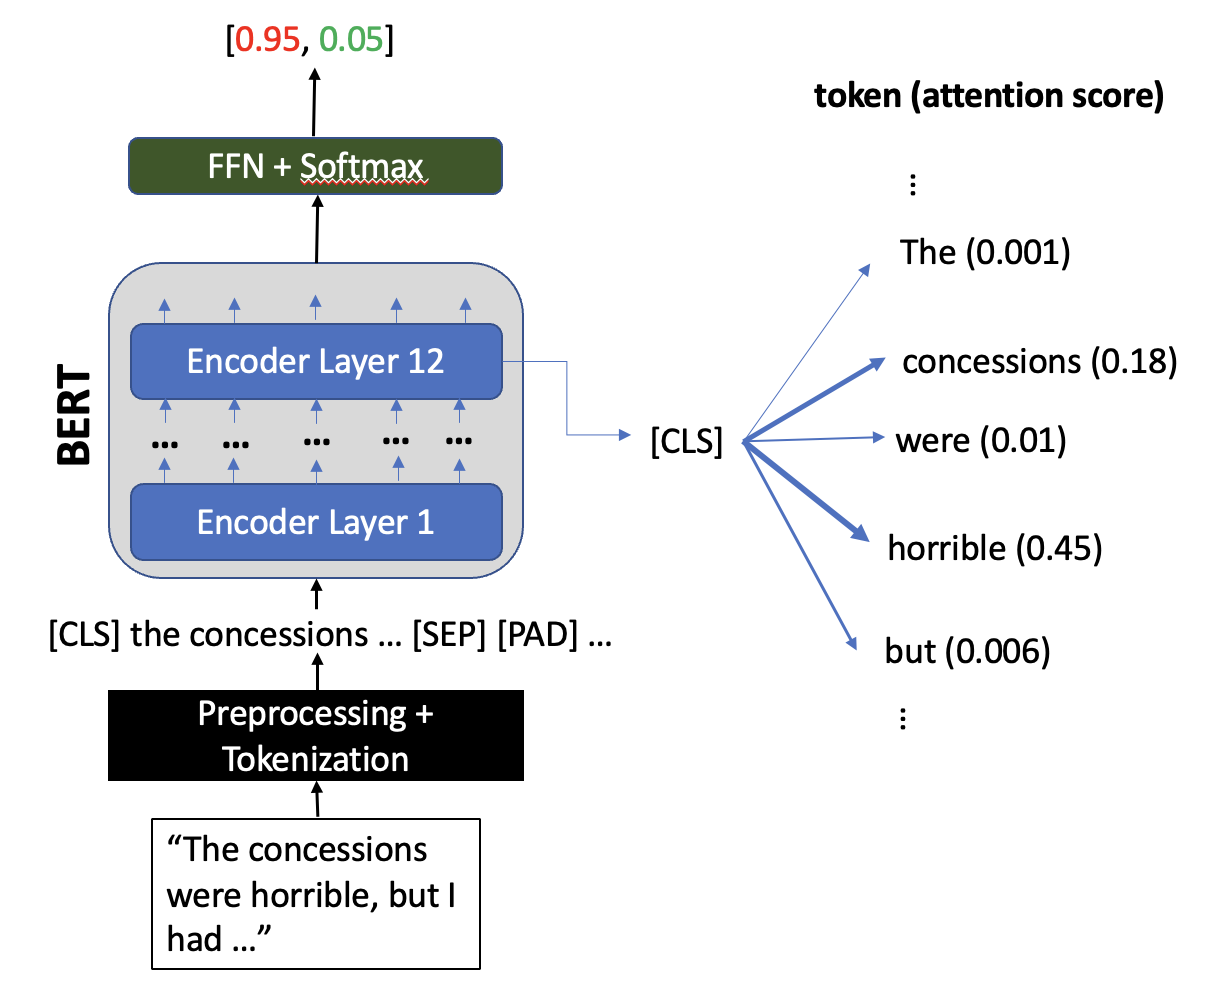 [0.95, 0.05]
token (attention score)
FFN + Softmax
...
The (0.001)
BERT
Encoder Layer 12
concessions (0.18)
... ... ... ... ...
[CLS]
were (0.01)
Encoder Layer 1
horrible (0.45)
[CLS] the concessions ... [SEP] [PAD] ...
but (0.006)
...
Preprocessing +
Tokenization
“The concessions
were horrible, but I
had ...”